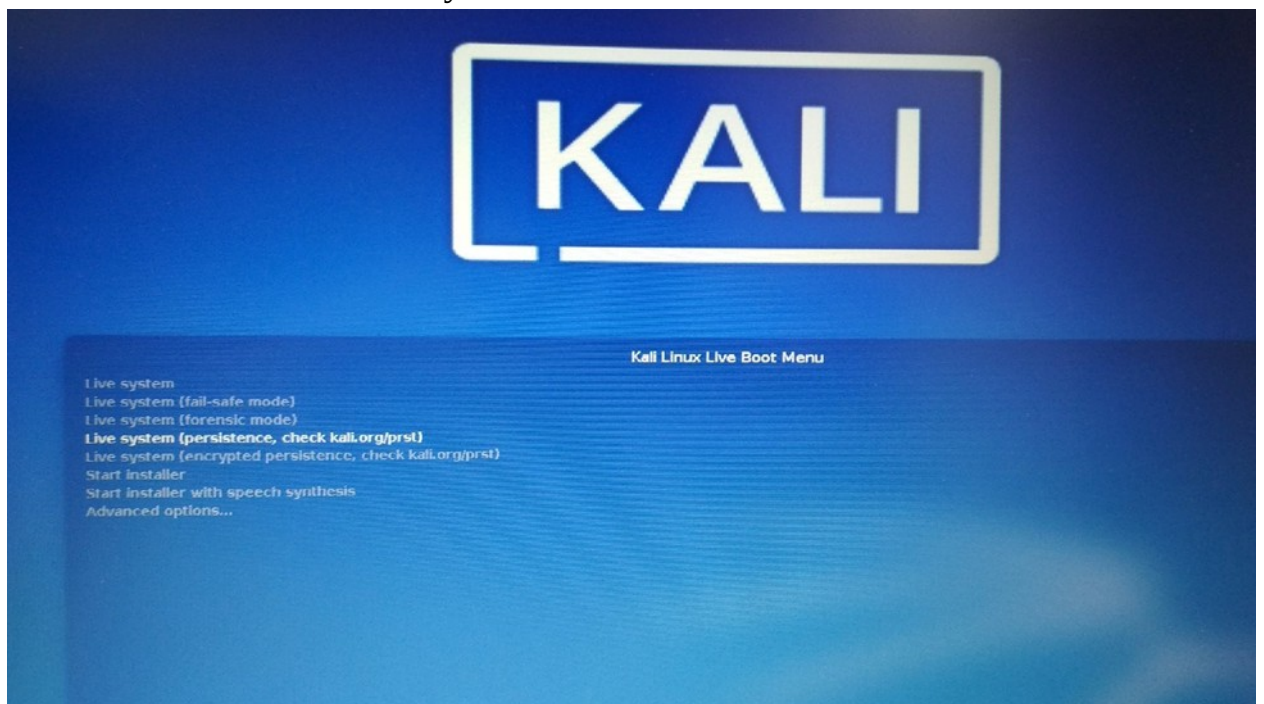 KALI
Kali Linux Live Boot Menu
Live system
Live system (fail-safe mode)
Live system (forensic mode)
Live system (persistence, check kali.org/prst)
Live system (encrypted persistence, check kali.org/prst)
Start installer
Start installer with speech synthesis
Advanced options...